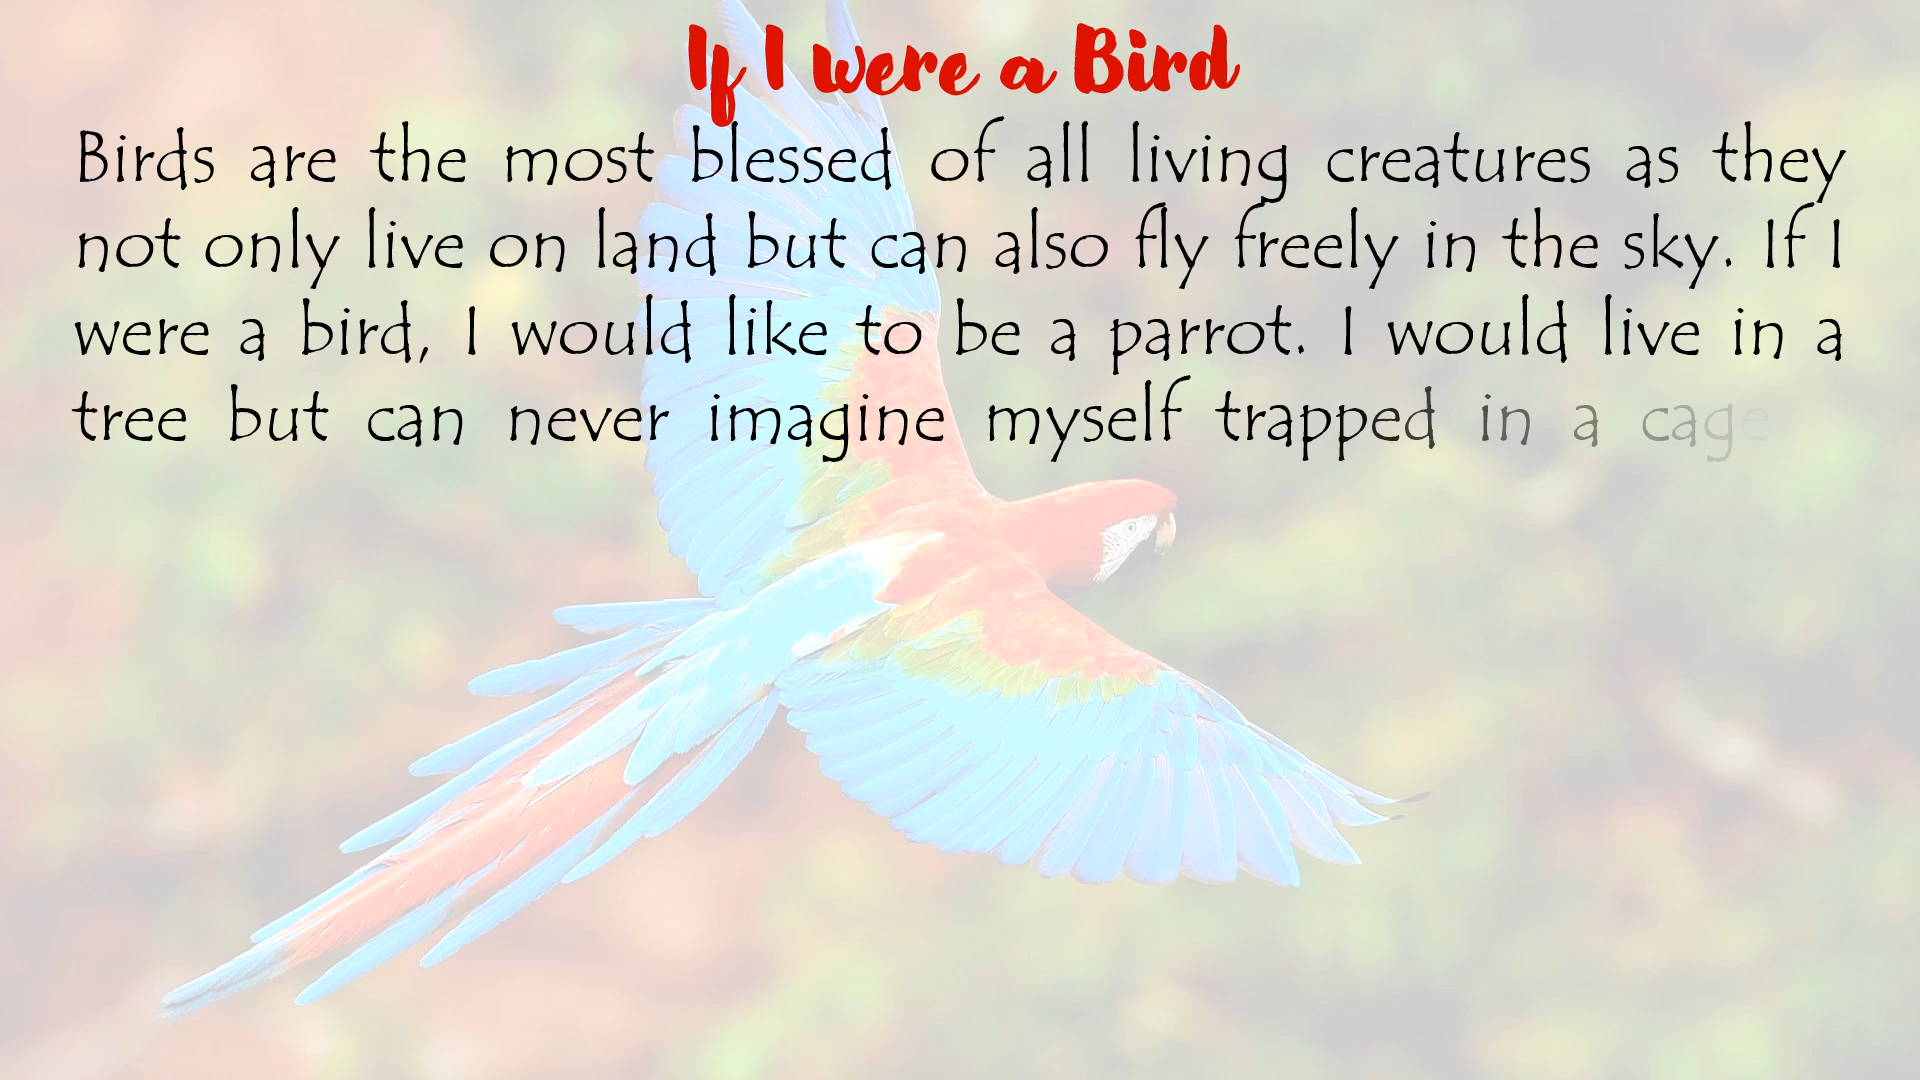 If I were a Bird
Birds are the most blessed of all living creatures as they
not only live on land but can also fly freely in the sky. If I
were a bird, I would like to be a parrot. I would live in a
tree but can never imagine myself trapped in a cage